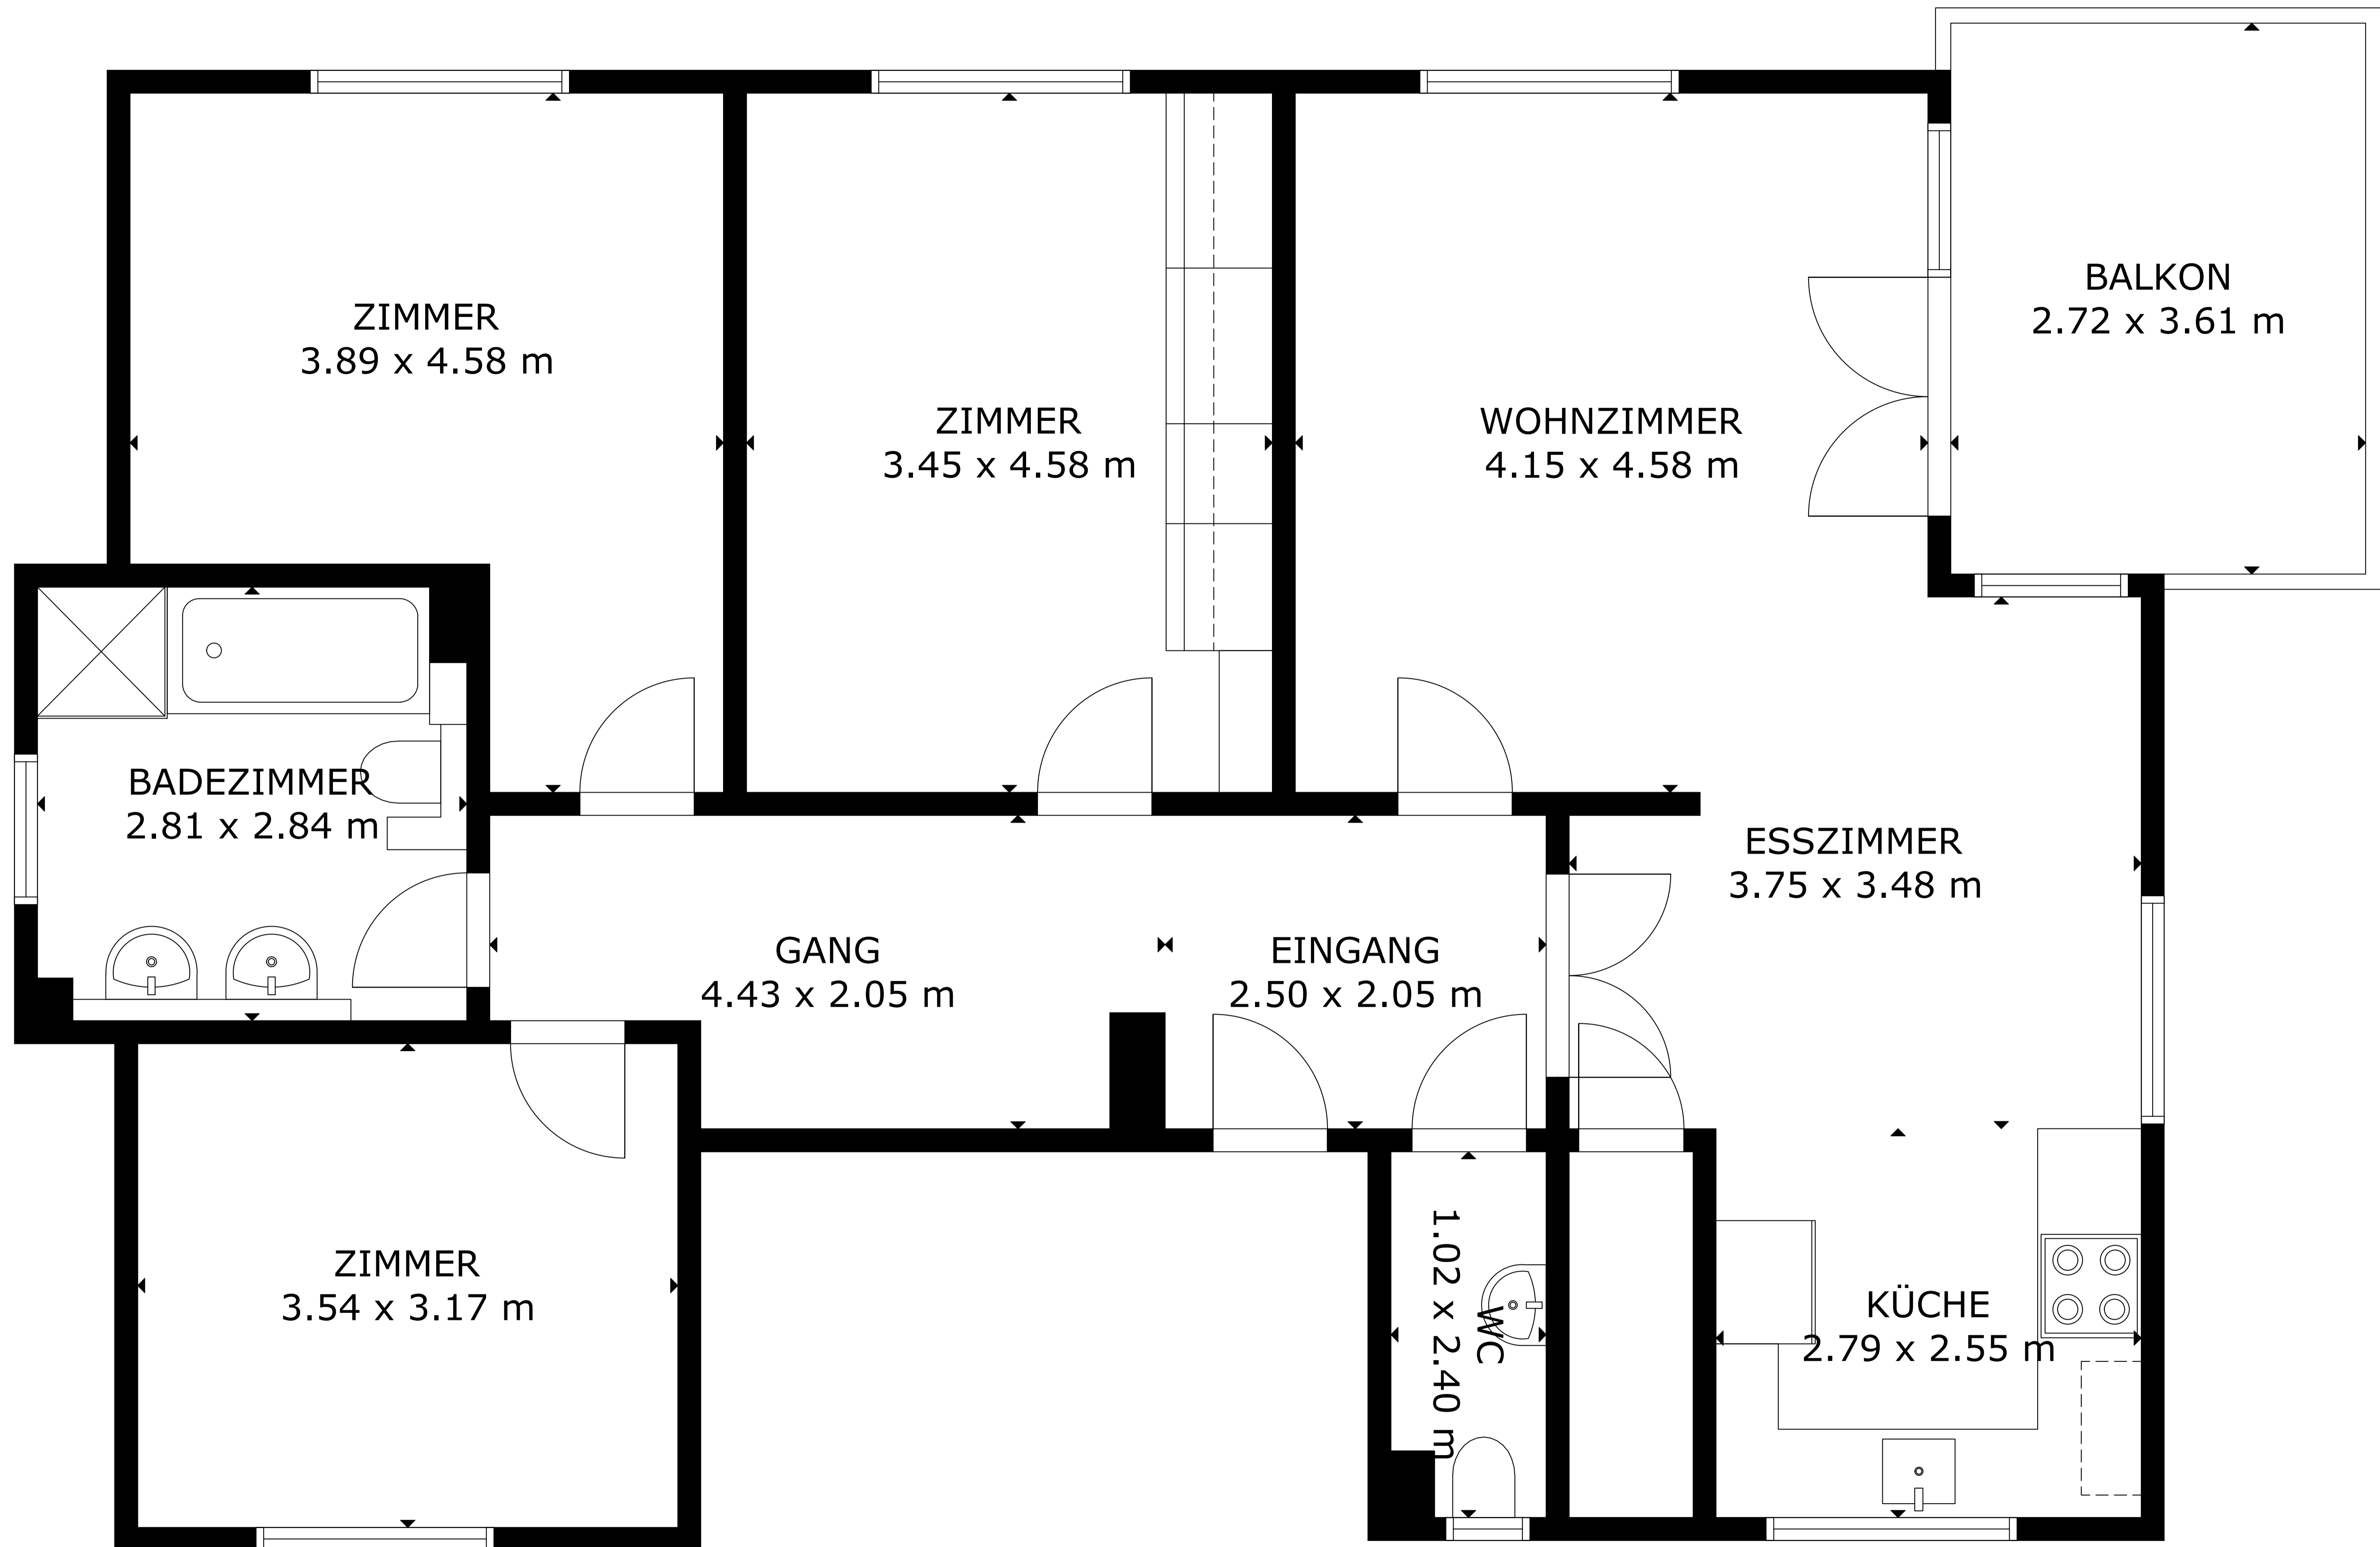 BALKON
2.72 x 3.61 m
ZIMMER
3.89 x 4.58 m
ZIMMER
3.45 x 4.58 m
WOHNZIMMER
4.15 x 4.58 m
BADEZIMMER
2.81 x 2.84 m
ESSZIMMER
3.75 x 3.48 m
GANG
4.43 x 2.05 m
EINGANG
2.50 x 2.05 m
ZIMMER
3.54 x 3.17 m
WC
1.02 x 2.40 m
KÜCHE
2.79 x 2.55 m